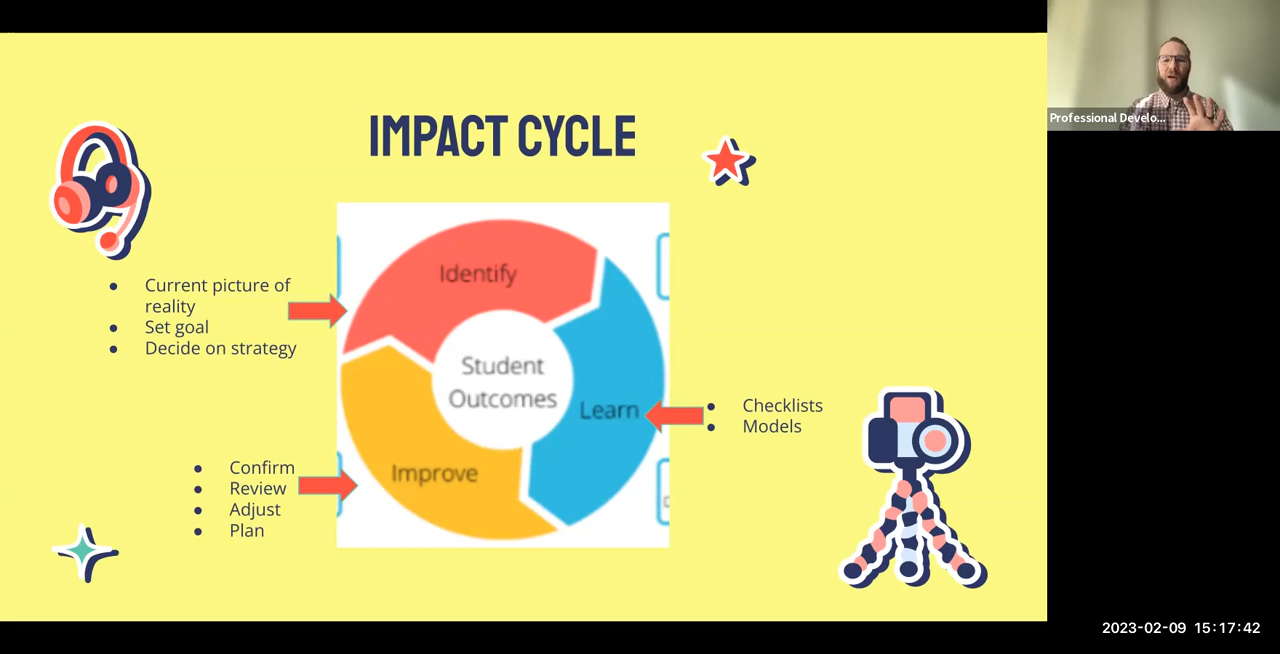 IMPACT CYCLE
Professional Develo...
Identify
Current picture of
reality
Set goal
Decide on strategy
Student
Outcomes
Learn
Checklists
Models
Improve
Confirm
Review
Adjust
Plan
2023-02-09 15:17:42